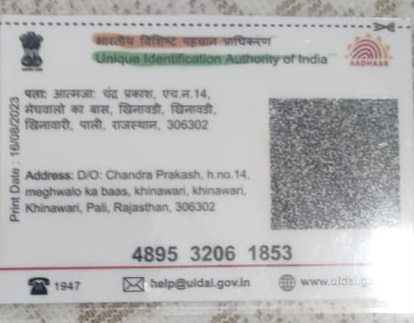 भारतीय विशिष्ट पहचान प्राधिकरण
Unique Identification Authority of India
AADHAAR
पता: आत्मजा: चंद्र प्रकाश, एच.न.14,
मेघवालो का बास, खिनावडी, खिनावडी,
खिनावारी, पाली, राजस्थान, 306302
Print Date : 16/08/2023
Address: D/O: Chandra Prakash, h.no.14,
meghwalo ka baas, khinawari, khinawari,
Khinawari, Pali, Rajasthan, 306302
4895 3206 1853
1947 help@uidai.gov.in www.uidai.go